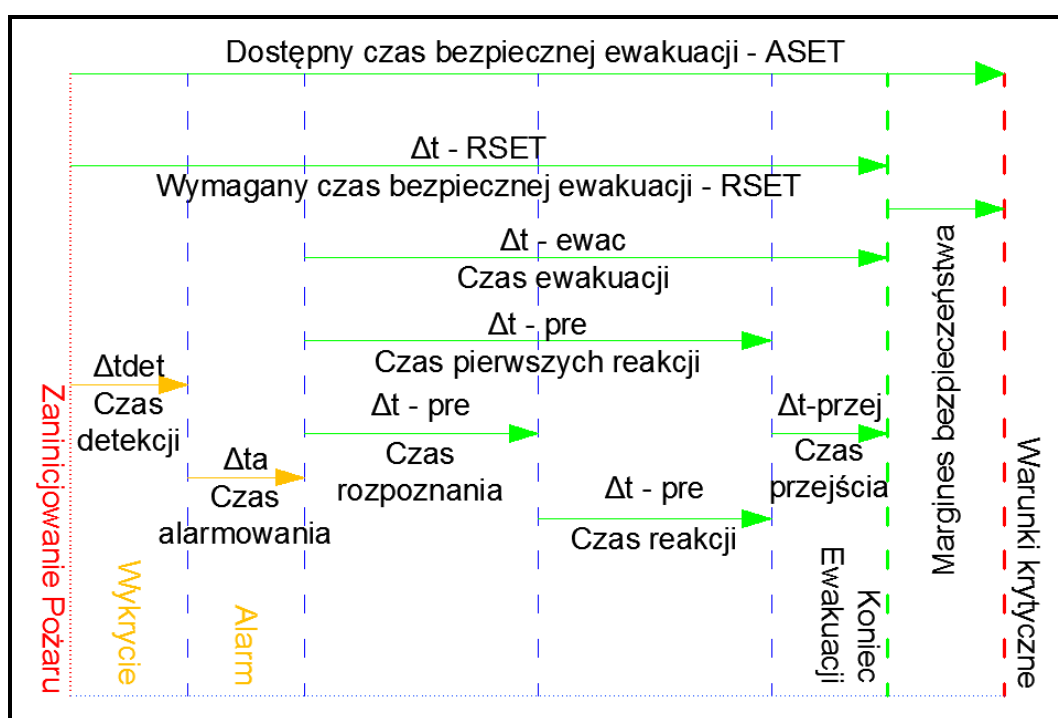 Dostępny czas bezpiecznej ewakuacji - ASET
Δt - RSET
Wymagany czas bezpiecznej ewakuacji - RSET
Δt - ewac
Czas ewakuacji
Δt - pre
Czas pierwszych reakcji
Δtdet
Czas
detekcji
Δt - pre
Czas
rozpoznania
Δt-przej
Czas
przejścia
Δta
Czas
alarmowania
Δt - pre
Czas reakcji
Zaninicjowanie Pożaru
Wykrycie
Alarm
Koniec
Ewakuacji
Margines bezpieczeństwa
Warunki krytyczne